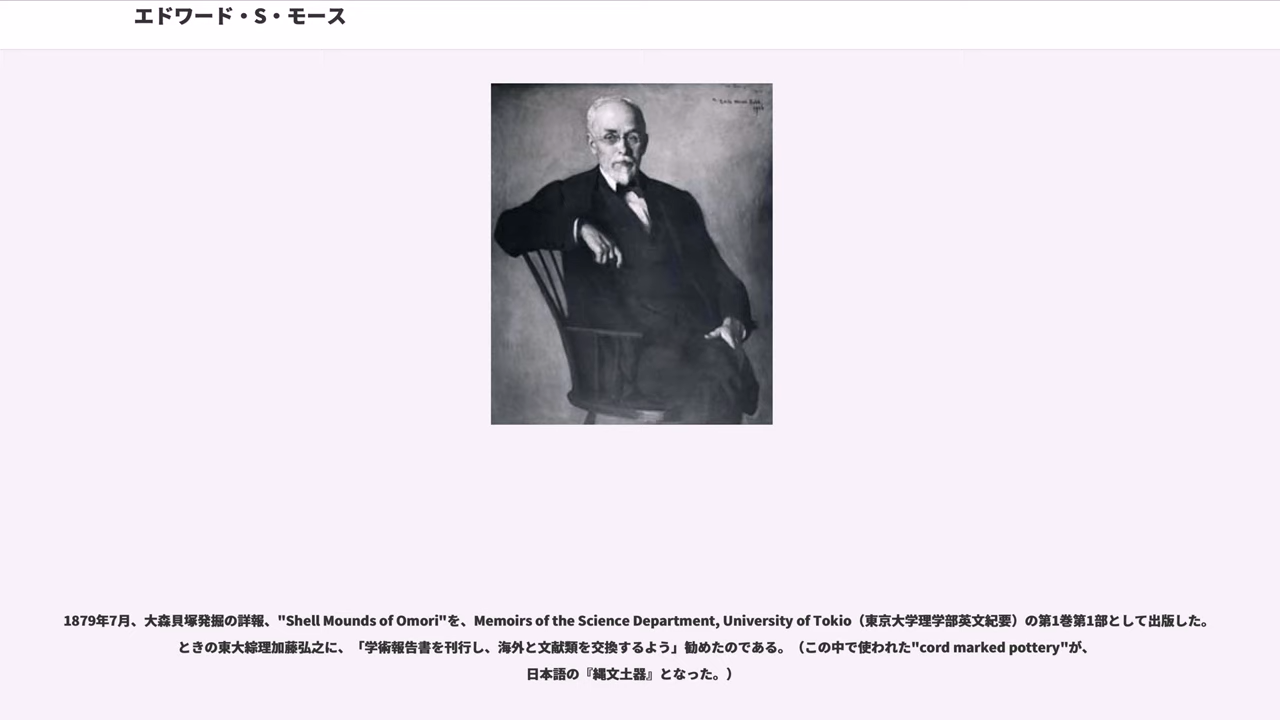 エドワード・S・モース
1879年7月、大森貝塚発掘の詳報、"Shell Mounds of Omori"を、Memoirs of the Science Department, University of Tokio（東京大学理学部英文紀要）の第1巻第1部として出版した。
ときの東大綜理加藤弘之に、「学術報告書を刊行し、海外と文献類を交換するよう」勧めたのである。（この中で使われた"cord marked pottery"が、
日本語の『縄文土器』となった。）